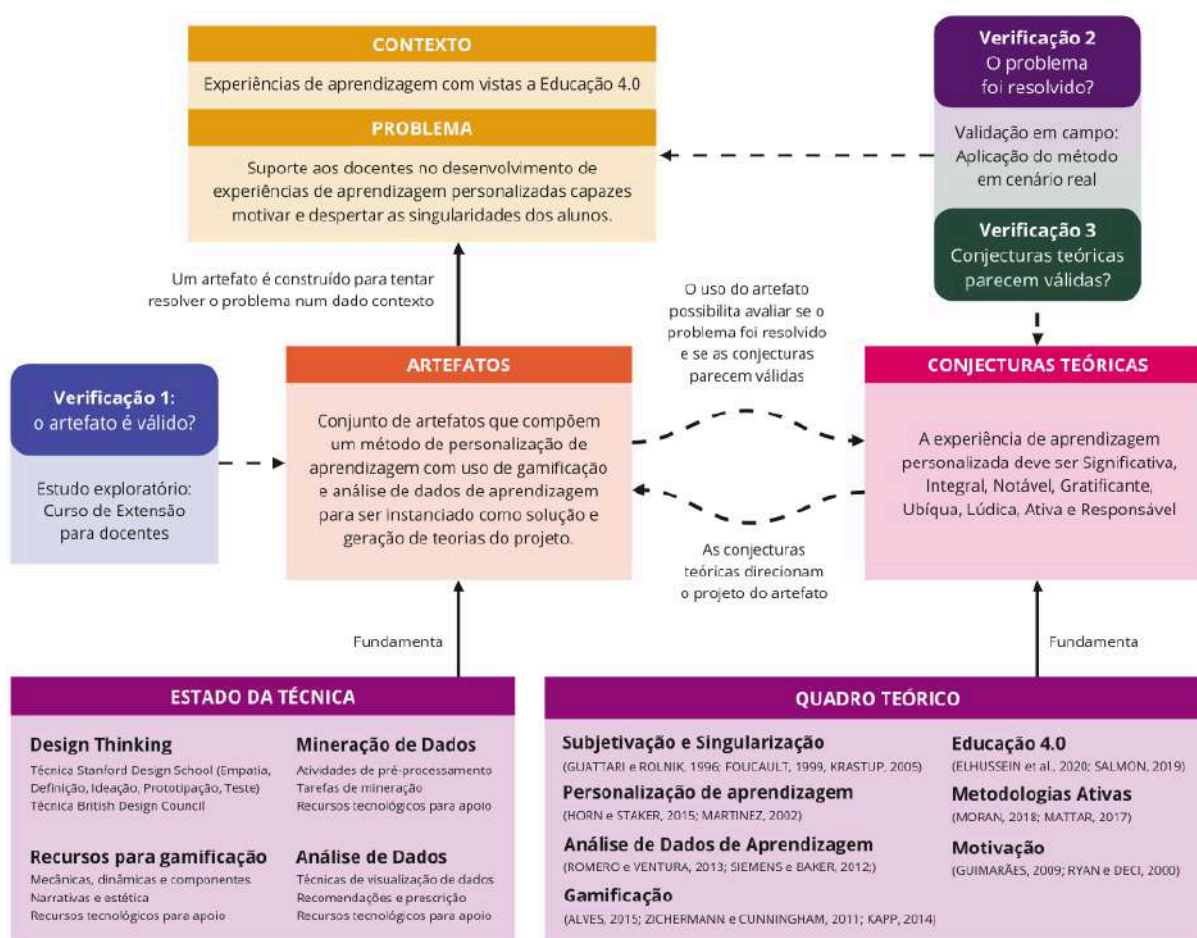 CONTEXTO
Experiências de aprendizagem com vistas a Educação 4.0
PROBLEMA
Suporte aos docentes no desenvolvimento de
experiências de aprendizagem personalizadas capazes
motivar e despertar as singularidades dos alunos.
Verificação 2
O problema
foi resolvido?
Validação em campo:
Aplicação do método
em cenário real
Verificação 3
Conjecturas teóricas
parecem válidas?
Um artefato é construído para tentar
resolver o problema num dado contexto
O uso do artefato
possibilita avaliar se o
problema foi resolvido
e se as conjecturas
parecem válidas
Verificação 1:
o artefato é válido?
Estudo exploratório:
Curso de Extensão
para docentes
ARTEFATOS
Conjunto de artefatos que compõem
um método de personalização de
aprendizagem com uso de gamificação
e análise de dados de aprendizagem
para ser instanciado como solução e
geração de teorias do projeto.
CONJECTURAS TEÓRICAS
A experiência de aprendizagem
personalizada deve ser Significativa,
Integral, Notável, Gratificante,
Ubíqua, Lúdica, Ativa e Responsável
As conjecturas
teóricas direcionam
o projeto do artefato
Fundamenta
Fundamenta
ESTADO DA TÉCNICA
Design Thinking
Técnica Stanford Design School (Empatia,
Definição, Ideação, Prototipação, Teste)
Técnica British Design Council
Mineração de Dados
Atividades de pré-processamento
Tarefas de mineração
Recursos tecnológicos para apoio
Recursos para gamificação
Mecânicas, dinâmicas e componentes
Narrativas e estética
Recursos tecnológicos para apoio
Análise de Dados
Técnicas de visualização de dados
Recomendações e prescrição
Recursos tecnológicos para apoio
QUADRO TEÓRICO
Subjetivação e Singularização
(GUATTARI e ROLNIK, 1996; FOUCAULT, 1999, KRASTUP, 2005)
Personalização de aprendizagem
(HORN e STAKER, 2015; MARTINEZ, 2002)
Análise de Dados de Aprendizagem
(ROMERO e VENTURA, 2013; SIEMENS e BAKER, 2012;)
Gamificação
(ALVES, 2015; ZICHERMANN e CUNNINGHAM, 2011; KAPP, 2014)
Educação 4.0
(ELHUSSEIN et al., 2020; SALMON, 2019)
Metodologias Ativas
(MORAN, 2018; MATTAR, 2017)
Motivação
(GUIMARÃES, 2009; RYAN e DECI, 2000)